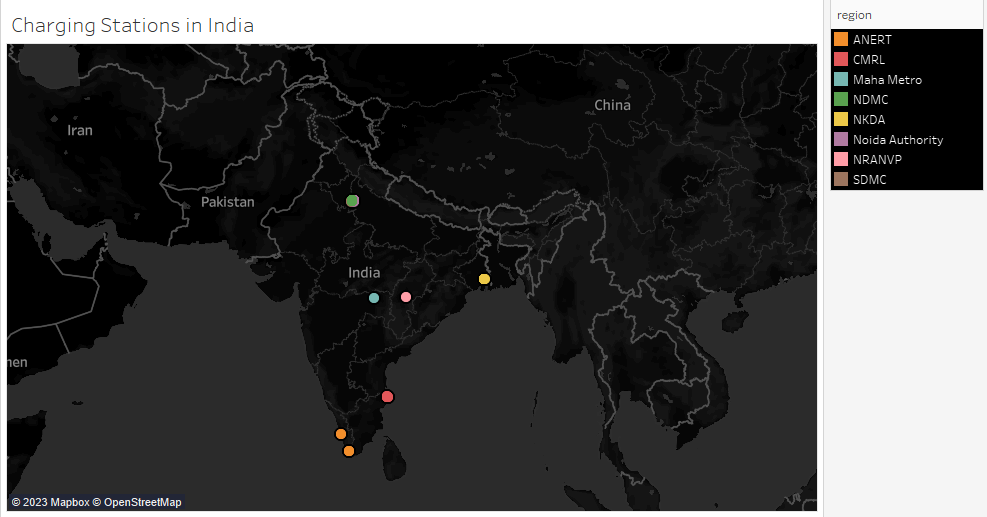 Charging Stations in India
region
ANERT
CMRL
Maha Metro
NDMC
NKDA
Noida Authority
NRANVP
SDMC
China
Iran
Pakistan
India
men
© 2023 Mapbox © OpenStreetMap